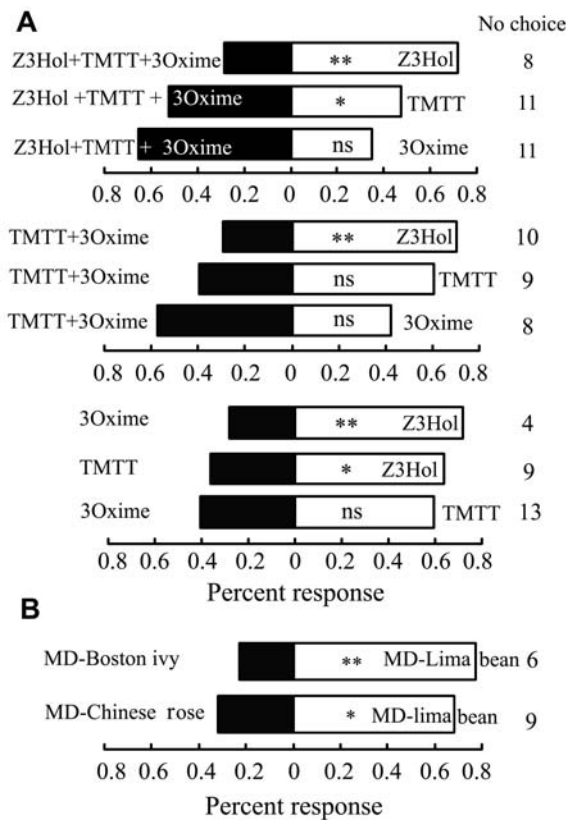 A
No choice
Z3Hol+TMTT+3Oxime ** Z3Hol 8
Z3Hol +TMTT + 3Oxime * TMTT 11
Z3Hol+TMTT + 3Oxime ns 3Oxime 11
0.8 0.6 0.4 0.2 0 0.2 0.4 0.6 0.8
TMTT+3Oxime ** Z3Hol 10
TMTT+3Oxime ns TMTT 9
TMTT+3Oxime ns 3Oxime 8
0.8 0.6 0.4 0.2 0 0.2 0.4 0.6 0.8
3Oxime ** Z3Hol 4
TMTT * Z3Hol 9
3Oxime ns TMTT 13
0.8 0.6 0.4 0.2 0 0.2 0.4 0.6 0.8
Percent response
B
MD-Boston ivy ** MD-Lima bean 6
MD-Chinese rose * MD-lima bean 9
0.8 0.6 0.4 0.2 0 0.2 0.4 0.6 0.8
Percent response